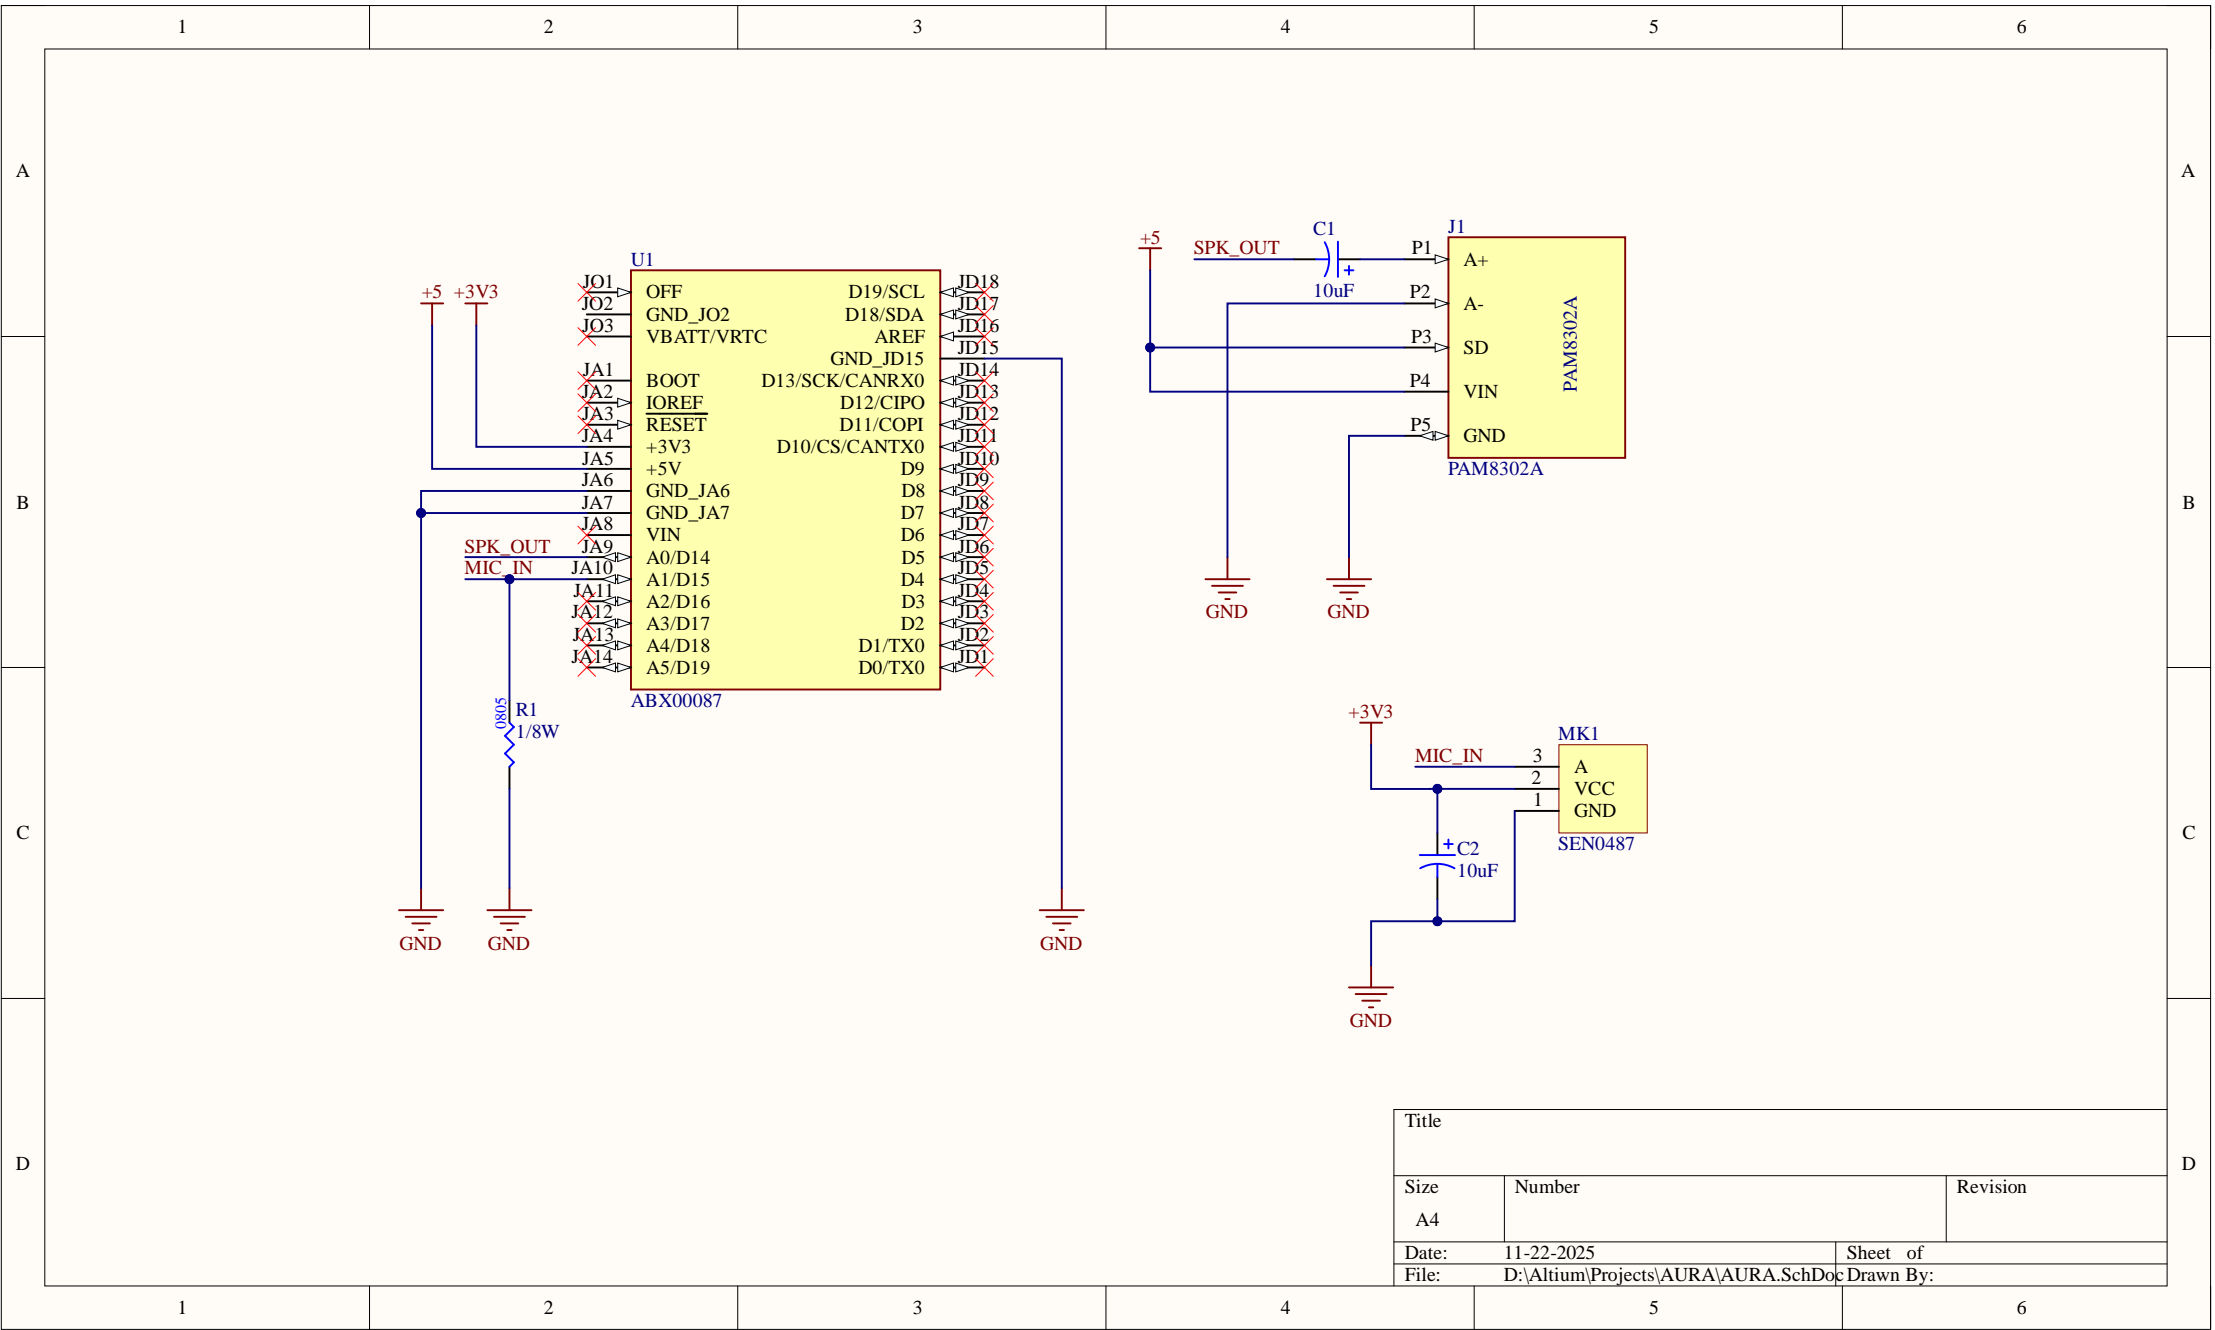 1 2 3 4 5 6
A A
B B
C C
D D
U1
+5 +3V3
JO1 OFF D19/SCL JD18
JO2 GND_JO2 D18/SDA JD17
JO3 VBATT/VRTC AREF JD16
GND_JD15 JD15
JA1 BOOT D13/SCK/CANRX0 JD14
JA2 IOREF D12/CIPO JD13
JA3 RESET D11/COPI JD12
JA4 +3V3 D10/CS/CANTX0 JD11
JA5 +5V D9 JD10
JA6 GND_JA6 D8 JD9
JA7 GND_JA7 D7 JD8
JA8 VIN D6 JD7
SPK_OUT JA9 A0/D14 D5 JD6
MIC_IN JA10 A1/D15 D4 JD5
JA11 A2/D16 D3 JD4
JA12 A3/D17 D2 JD3
JA13 A4/D18 D1/TX0 JD2
JA14 A5/D19 D0/TX0 JD1
ABX00087
0805 R1
1/8W
GND GND GND
+5 SPK_OUT C1
+
10uF
J1
P1 A+
P2 A-
P3 SD
P4 VIN
P5 GND
PAM8302A
PAM8302A
GND GND
+3V3
MK1
MIC_IN 3 A
2 VCC
1 GND
SEN0487
+ C2
10uF
GND
Title
Size Number Revision
A4
Date: 11-22-2025 Sheet of
File: D:\Altium\Projects\AURA\AURA.SchDoc Drawn By:
1 2 3 4 5 6